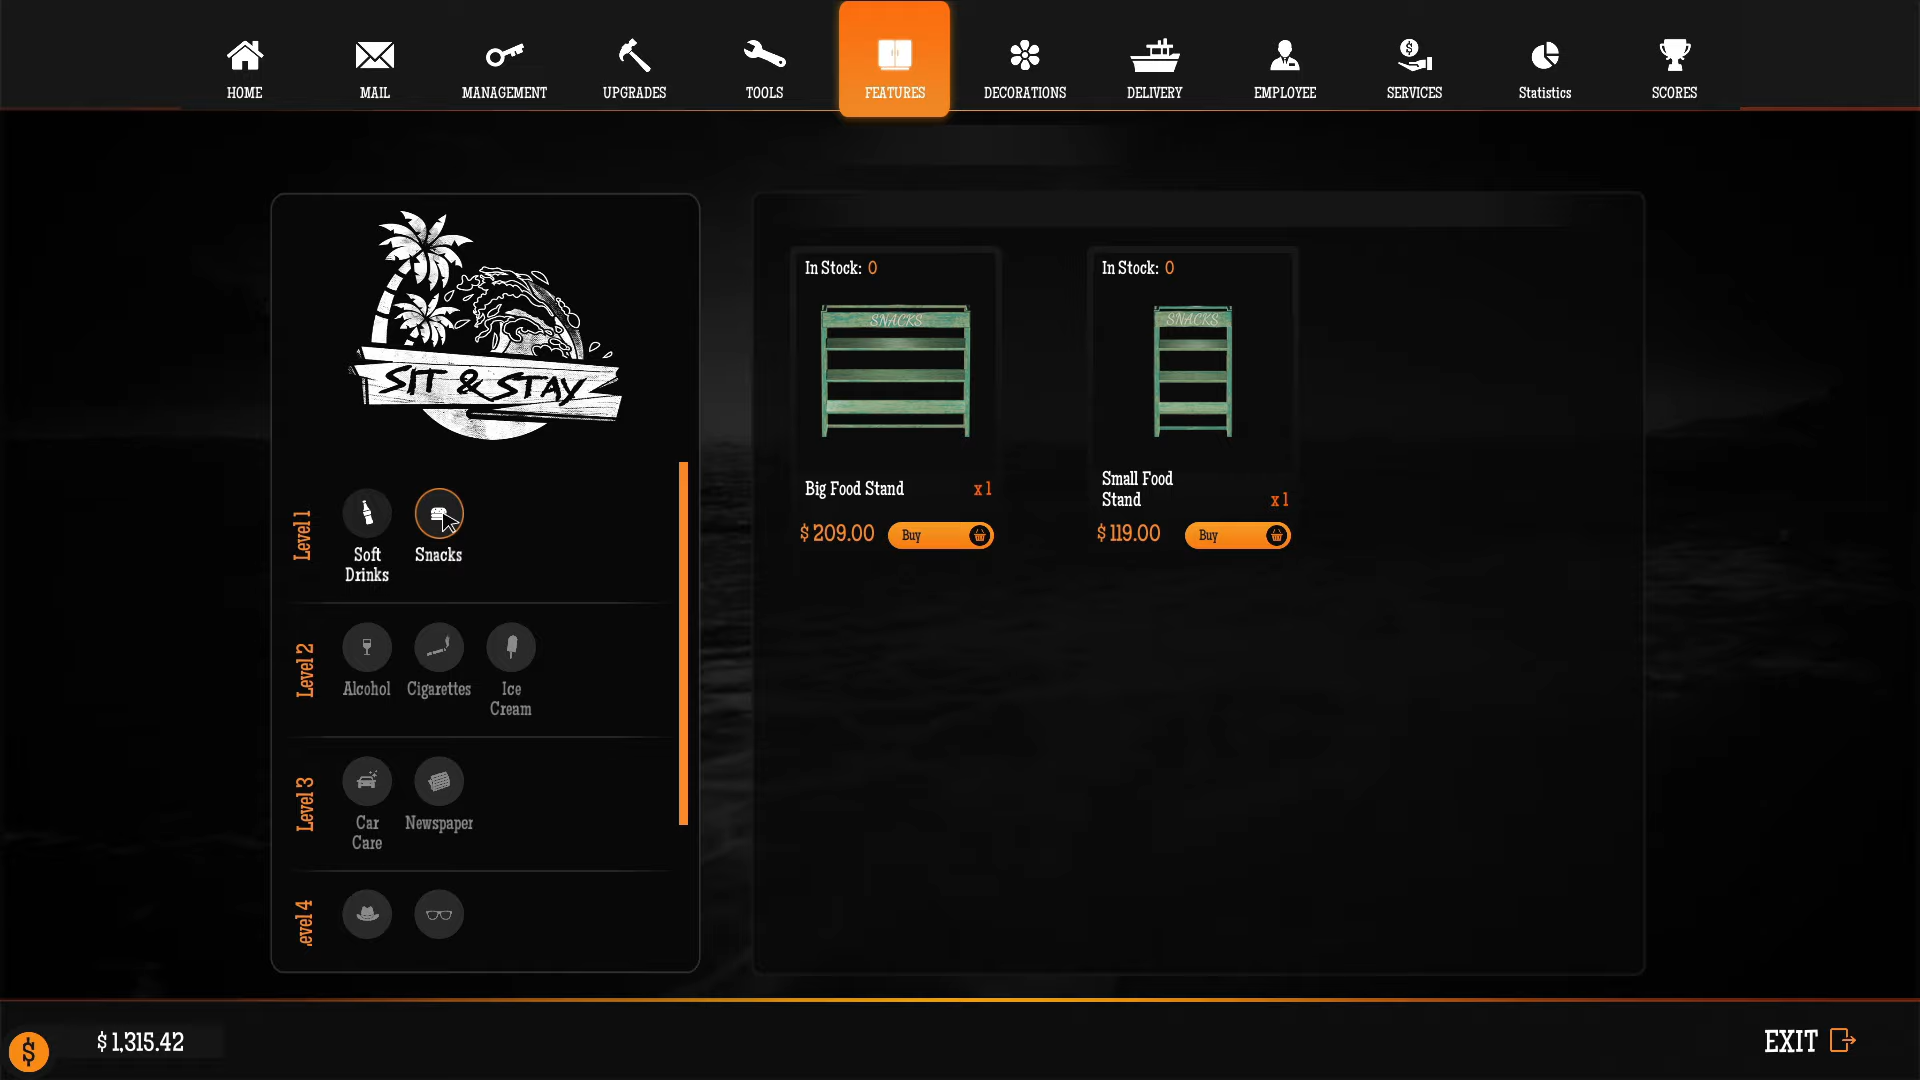 HOME
MAIL
MANAGEMENT
UPGRADES
TOOLS
FEATURES
DECORATIONS
DELIVERY
EMPLOYEE
SERVICES
Statistics
SCORES
SIT & STAY
Level 1
Soft
Drinks
Snacks
Level 2
Alcohol
Cigarettes
Ice
Cream
Level 3
Car
Care
Newspaper
evel 4
In Stock: 0
SNACKS
Big Food Stand
x 1
$ 209.00
Buy
In Stock: 0
SNACKS
Small Food
Stand
x 1
$ 119.00
Buy
$
$ 1,315.42
EXIT